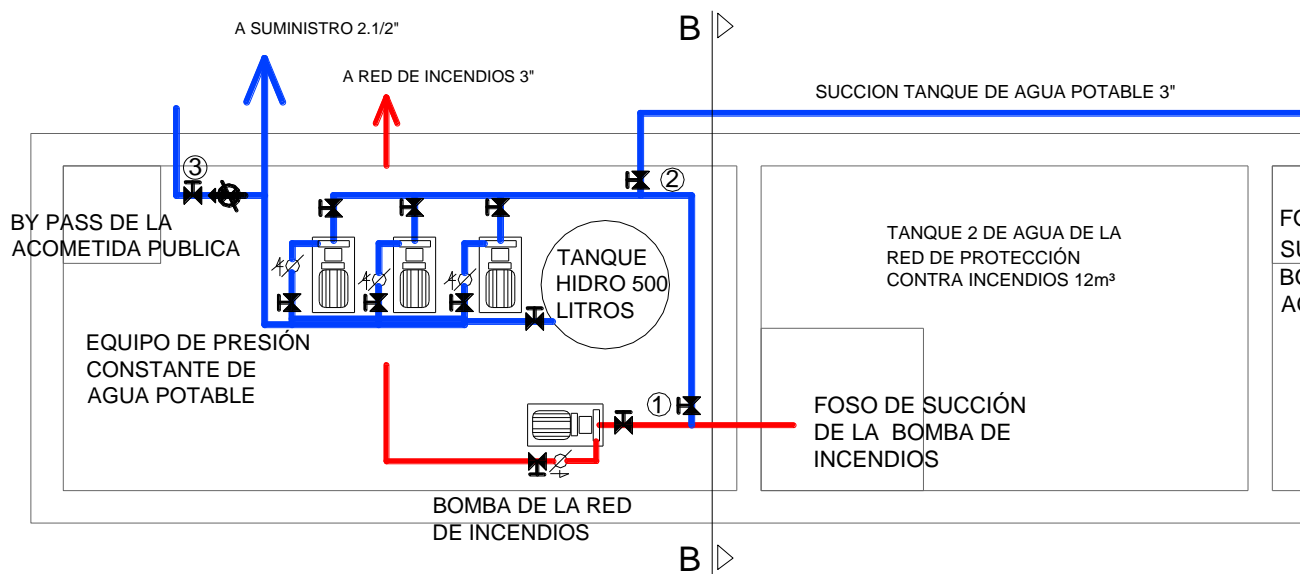 A SUMINISTRO 2.1/2"
B
A RED DE INCENDIOS 3"
SUCCION TANQUE DE AGUA POTABLE 3"
3
2
BY PASS DE LA
ACOMETIDA PUBLICA
TANQUE
HIDRO 500
LITROS
TANQUE 2 DE AGUA DE LA
RED DE PROTECCIÓN
CONTRA INCENDIOS 12m³
EQUIPO DE PRESIÓN
CONSTANTE DE
AGUA POTABLE
1
FOSO DE SUCCIÓN
DE LA BOMBA DE
INCENDIOS
BOMBA DE LA RED
DE INCENDIOS
B